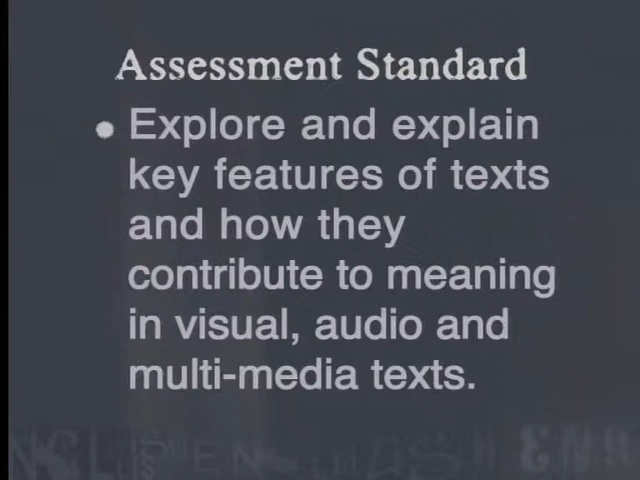 Assessment Standard
Explore and explain
key features of texts
and how they
contribute to meaning
in visual, audio and
multi-media texts.